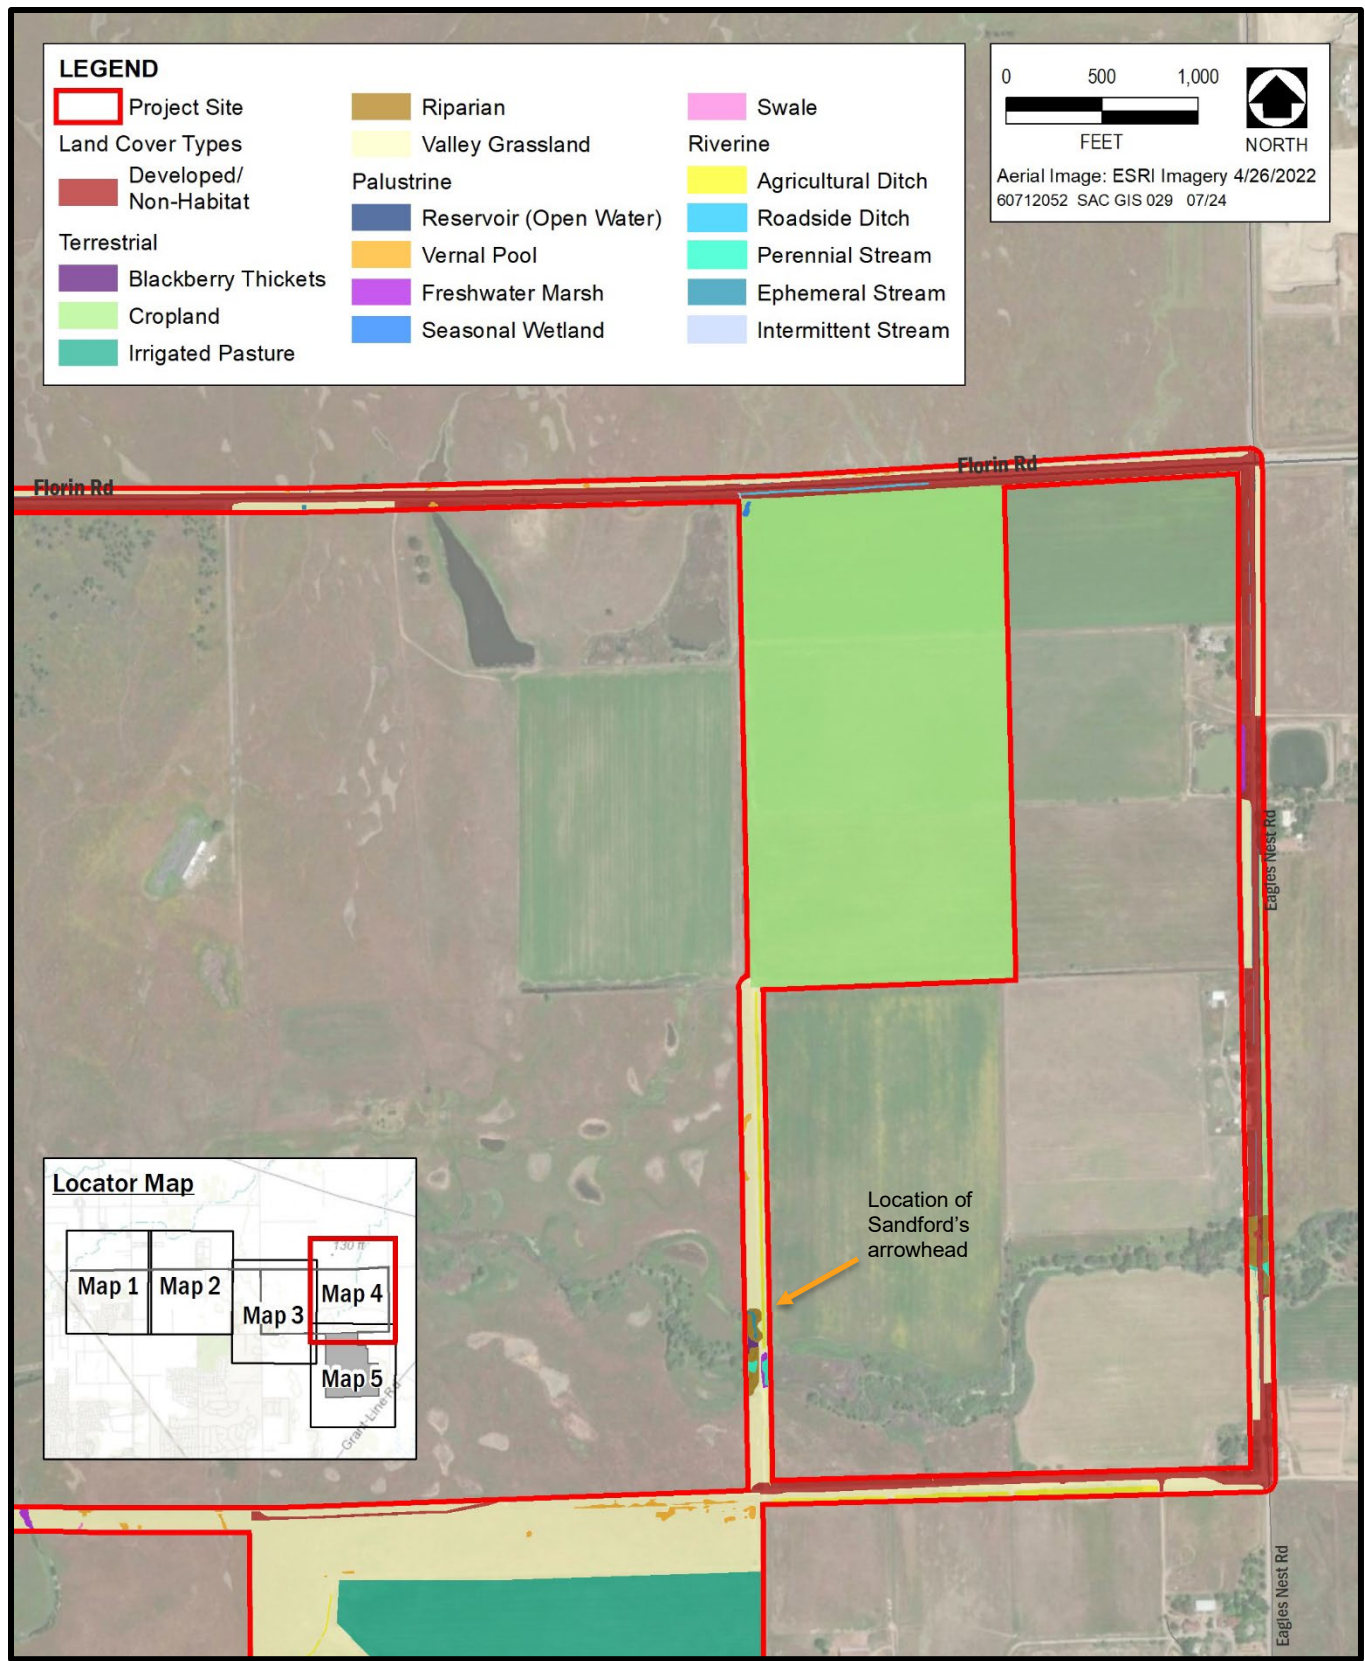 LEGEND
Project Site
Land Cover Types
Developed/
Non-Habitat
Terrestrial
Blackberry Thickets
Cropland
Irrigated Pasture
Riparian
Valley Grassland
Palustrine
Reservoir (Open Water)
Vernal Pool
Freshwater Marsh
Seasonal Wetland
Swale
Riverine
Agricultural Ditch
Roadside Ditch
Perennial Stream
Ephemeral Stream
Intermittent Stream
0 500 1,000
FEET
NORTH
Aerial Image: ESRI Imagery 4/26/2022
60712052 SAC GIS 029 07/24
Florin Rd
Florin Rd
Eagles Nest Rd
Location of
Sandford's
arrowhead
Locator Map
130 ft
Map 1
Map 2
Map 3
Map 4
Map 5
Grant-Line Rd
Eagles Nest Rd